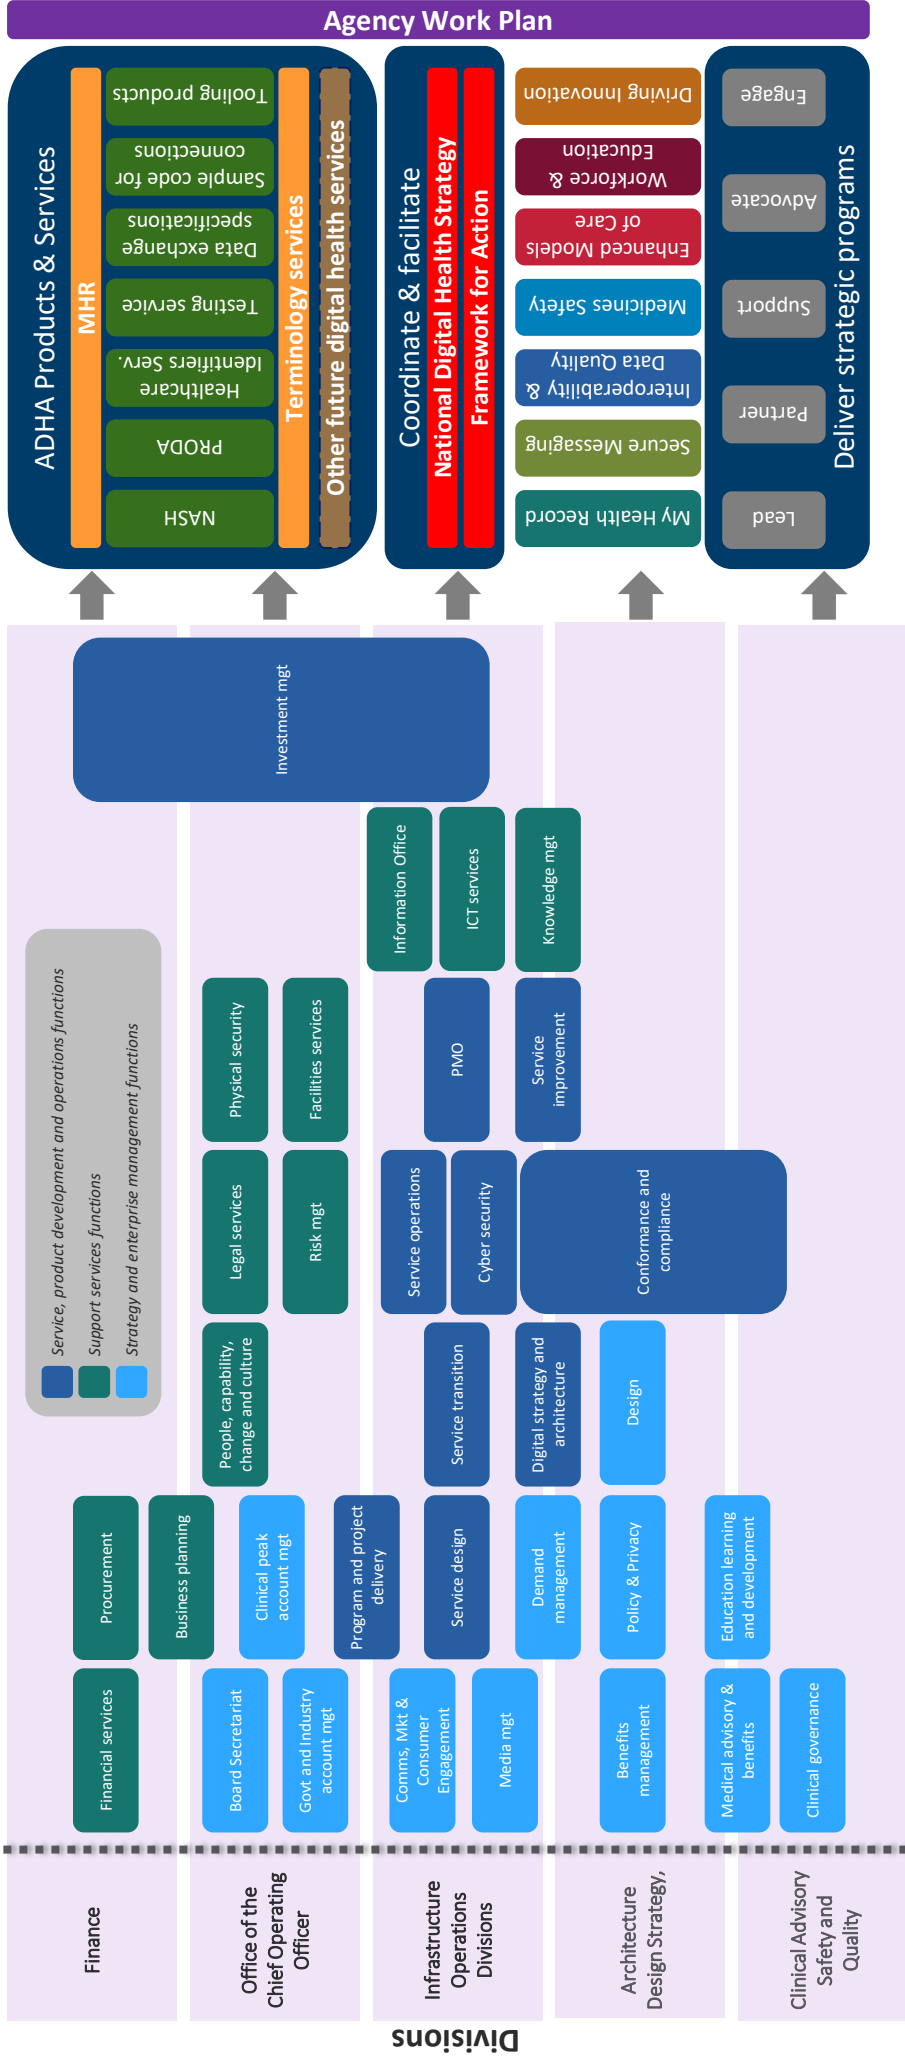 Agency Work Plan
ADHA Products & Services
MHR
NASH
PRODA
Healthcare
Identifiers Serv.
Testing service
Data exchange
specifications
Sample code for
connections
Tooling products
Terminology services
Other future digital health services
Coordinate & facilitate
National Digital Health Strategy
Framework for Action
My Health Record
Secure Messaging
Interoperability &
Data Quality
Medicines Safety
Enhanced Models
of Care
Workforce &
Education
Driving Innovation
Lead
Partner
Support
Advocate
Engage
Deliver strategic programs
Service, product development and operations functions
Support services functions
Strategy and enterprise management functions
Divisions
Finance
Financial services
Procurement
Business planning
Investment mgt
Office of the
Chief Operating
Officer
Board Secretariat
Govt and Industry
account mgt
Clinical peak
account mgt
People, capability,
change and culture
Legal services
Risk mgt
Physical security
Facilities services
Program and project
delivery
Infrastructure
Operations
Divisions
Comms, Mkt &
Consumer
Engagement
Media mgt
Service design
Service transition
Service operations
Cyber security
PMO
Information Office
ICT services
Demand
management
Digital strategy and
architecture
Service
improvement
Knowledge mgt
Architecture
Design Strategy,
Benefits
management
Policy & Privacy
Design
Conformance and
compliance
Clinical Advisory
Safety and
Quality
Medical advisory &
benefits
Clinical governance
Education learning
and development